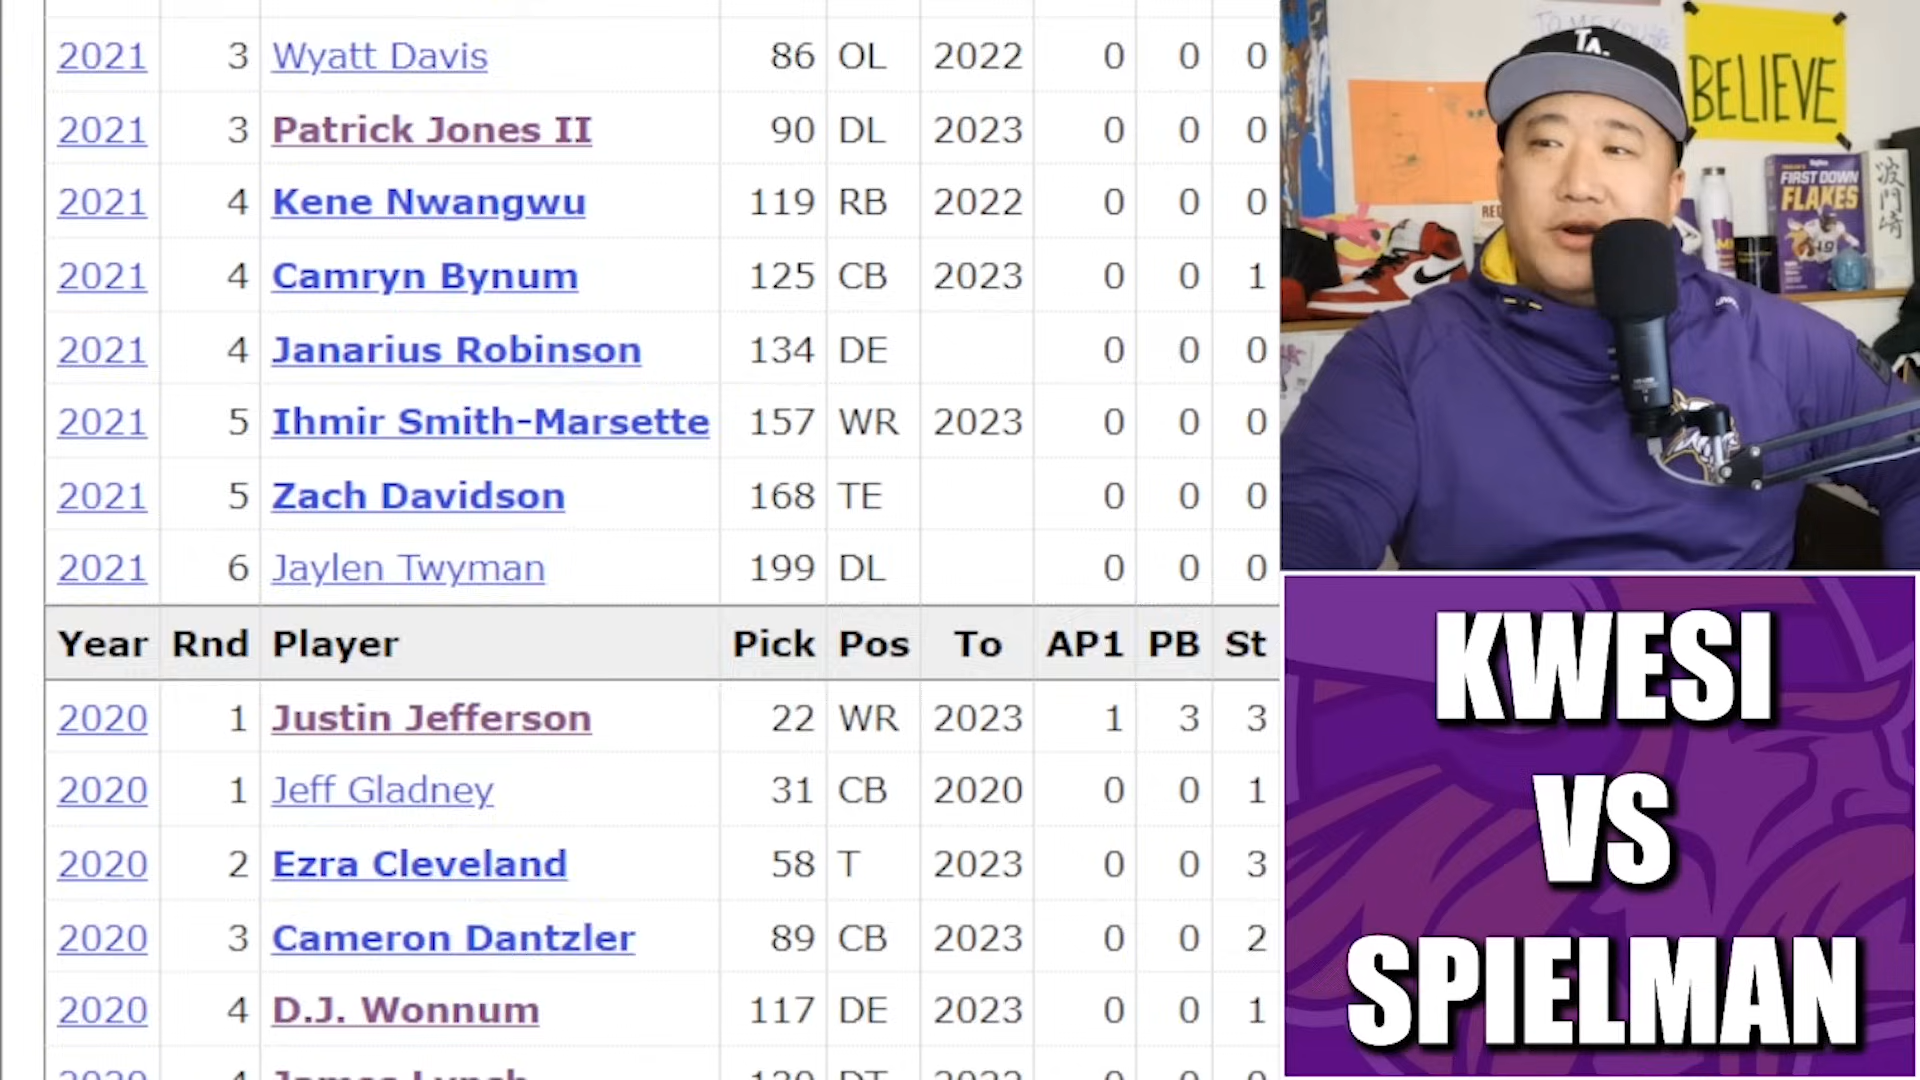 2021 3 Wyatt Davis 86 OL 2022 0 0 0
2021 3 Patrick Jones II 90 DL 2023 0 0 0
2021 4 Kene Nwangwu 119 RB 2022 0 0 0
2021 4 Camryn Bynum 125 CB 2023 0 0 1
2021 4 Janarius Robinson 134 DE 0 0 0
2021 5 Ihmir Smith-Marsette 157 WR 2023 0 0 0
2021 5 Zach Davidson 168 TE 0 0 0
2021 6 Jaylen Twyman 199 DL 0 0 0
Year Rnd Player Pick Pos To AP1 PB St
2020 1 Justin Jefferson 22 WR 2023 1 3 3
2020 1 Jeff Gladney 31 CB 2020 0 0 1
2020 2 Ezra Cleveland 58 T 2023 0 0 3
2020 3 Cameron Dantzler 89 CB 2023 0 0 2
2020 4 D.J. Wonnum 117 DE 2023 0 0 1
TA.
BELIEVE
FIRST DOWN
FLAKES
KWESI
VS
SPIELMAN